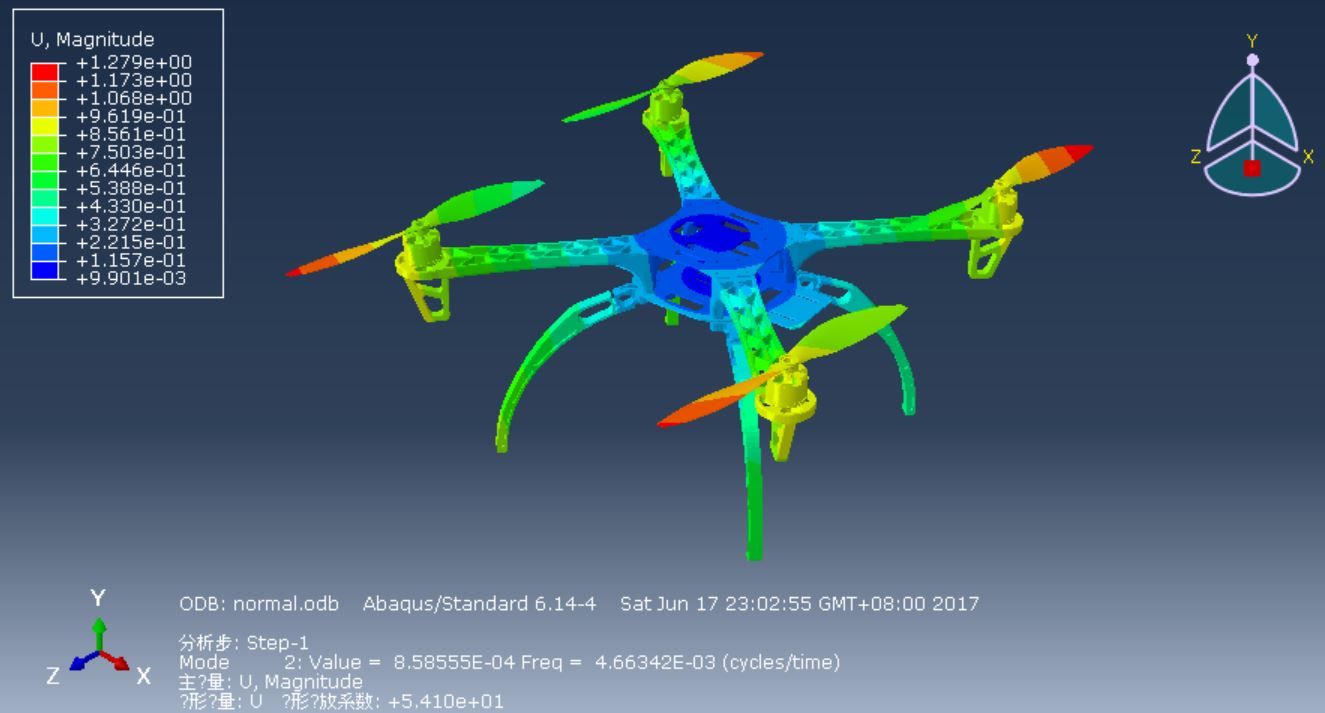 U, Magnitude
+1.279e+00
+1.173e+00
+1.068e+00
+9.619e-01
+8.561e-01
+7.503e-01
+6.446e-01
+5.388e-01
+4.330e-01
+3.272e-01
+2.215e-01
+1.157e-01
+9.901e-03
Y
Z
X
Y
Z
X
ODB: normal.odb Abaqus/Standard 6.14-4 Sat Jun 17 23:02:55 GMT+08:00 2017
分析步: Step-1
Mode 2: Value = 8.58555E-04 Freq = 4.66342E-03 (cycles/time)
主?量: U, Magnitude
?形?量: U ?形?放系数: +5.410e+01